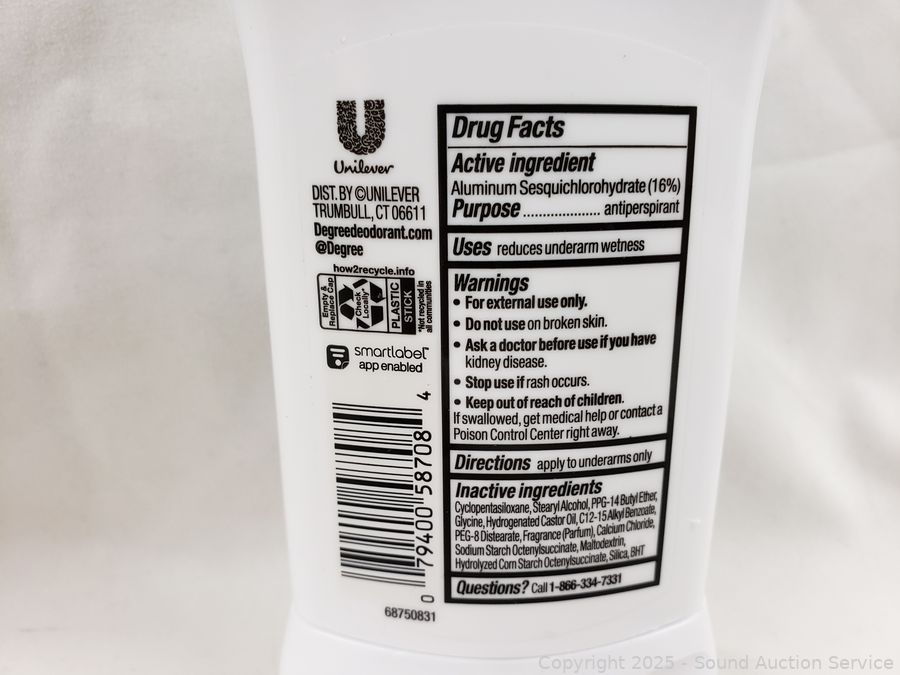 Unilever
DIST. BY ©UNILEVER
TRUMBULL, CT 06611
Degreedeodorant.com
@Degree
how2recycle.info
Empty &
Replace Cap
Check
Locally*
PLASTIC
STICK
*Not recycled in
all communities
smartlabel™
app enabled
0 79400 58708 4
68750831
Drug Facts
Active ingredient
Aluminum Sesquichlorohydrate (16%)
Purpose .................... antiperspirant
Uses reduces underarm wetness
Warnings
• For external use only.
• Do not use on broken skin.
• Ask a doctor before use if you have
kidney disease.
• Stop use if rash occurs.
• Keep out of reach of children.
If swallowed, get medical help or contact a
Poison Control Center right away.
Directions apply to underarms only
Inactive ingredients
Cyclopentasiloxane, Stearyl Alcohol, PPG-14 Butyl Ether,
Glycine, Hydrogenated Castor Oil, C12-15 Alkyl Benzoate,
PEG-8 Distearate, Fragrance (Parfum), Calcium Chloride,
Sodium Starch Octenylsuccinate, Maltodextrin,
Hydrolyzed Corn Starch Octenylsuccinate, Silica, BHT
Questions? Call 1-866-334-7331
Copyright 2025 - Sound Auction Service